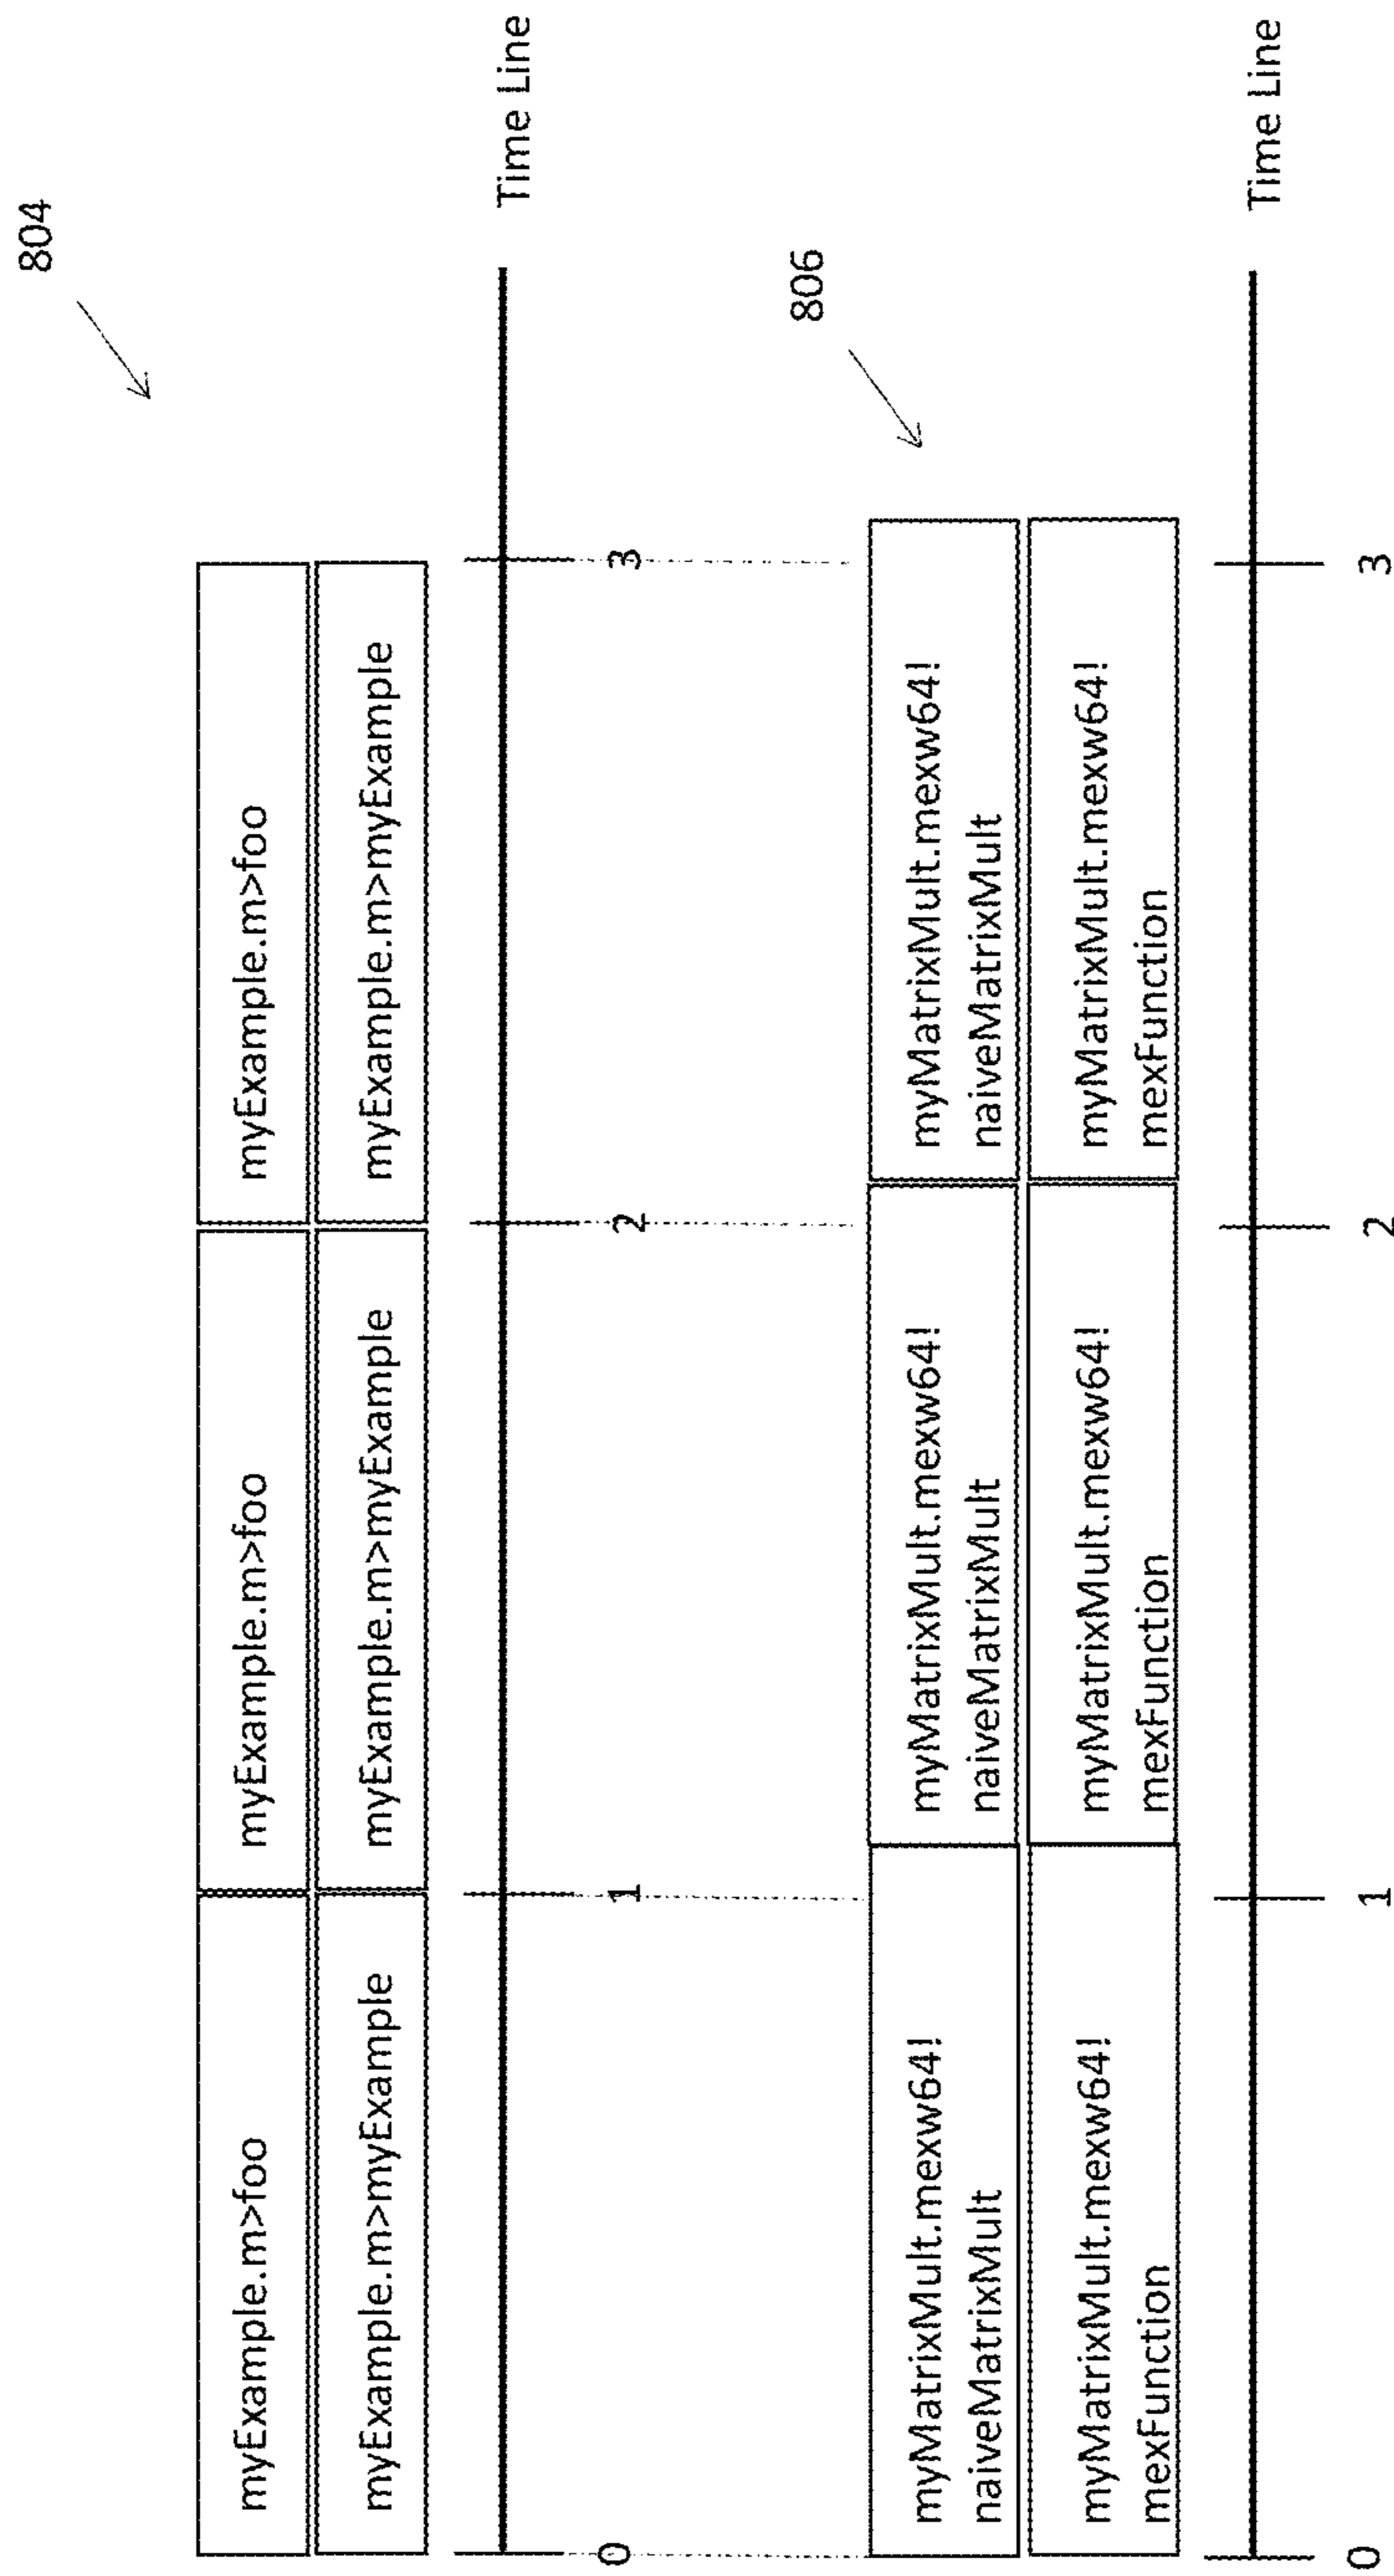 804
myExample.m>foo
myExample.m>foo
myExample.m>foo
myExample.m>myExample
myExample.m>myExample
myExample.m>myExample
Time Line
0
1
2
3
806
myMatrixMult.mexw64!
naiveMatrixMult
myMatrixMult.mexw64!
naiveMatrixMult
myMatrixMult.mexw64!
naiveMatrixMult
myMatrixMult.mexw64!
mexFunction
myMatrixMult.mexw64!
mexFunction
myMatrixMult.mexw64!
mexFunction
Time Line
0
1
2
3